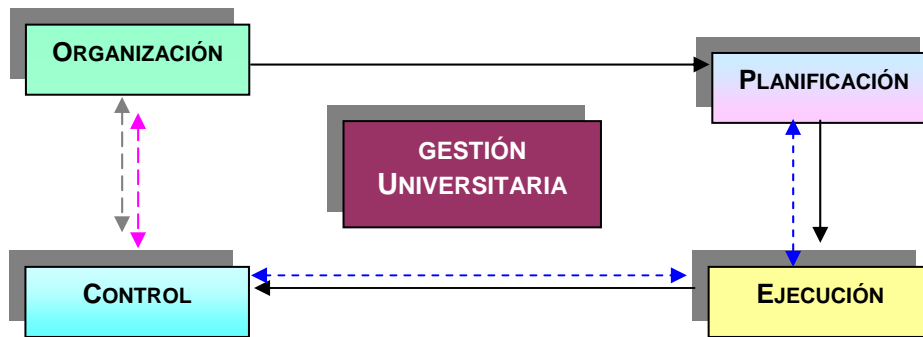 ORGANIZACIÓN
PLANIFICACIÓN
GESTIÓN
UNIVERSITARIA
CONTROL
EJECUCIÓN